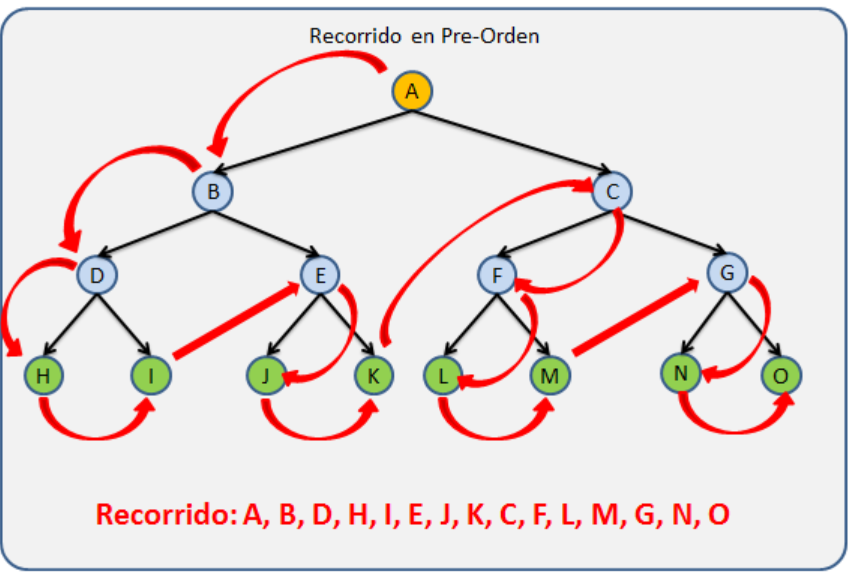 Recorrido en Pre-Orden
A
B
C
D
E
F
G
H
I
J
K
L
M
N
O
Recorrido: A, B, D, H, I, E, J, K, C, F, L, M, G, N, O